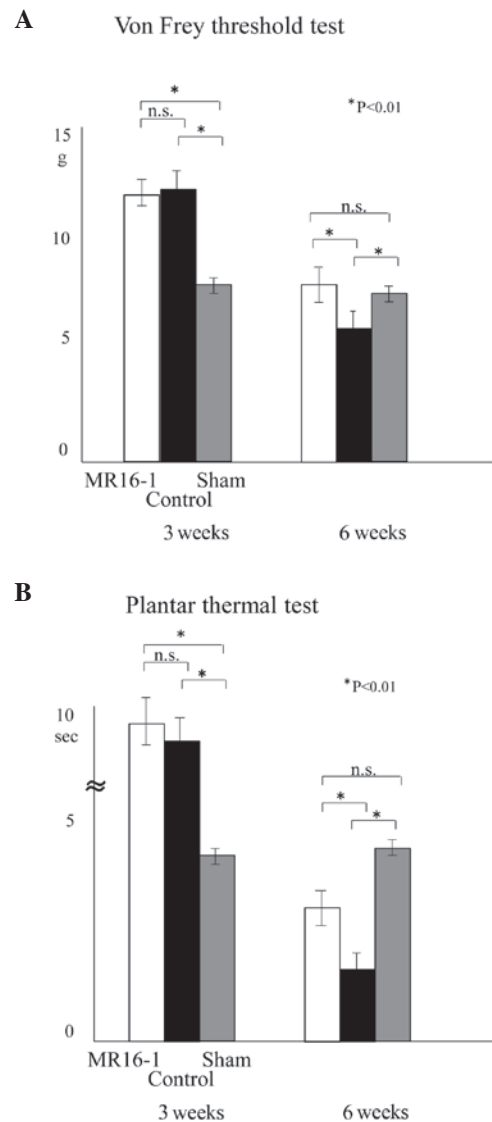 A
Von Frey threshold test
*
n.s.
*
*P<0.01
15
g
n.s.
*
*
10
5
0
MR16-1 Sham
Control
3 weeks 6 weeks
B
Plantar thermal test
*
n.s.
*
*P<0.01
10
sec
n.s.
*
*
5
0
MR16-1 Sham
Control
3 weeks 6 weeks